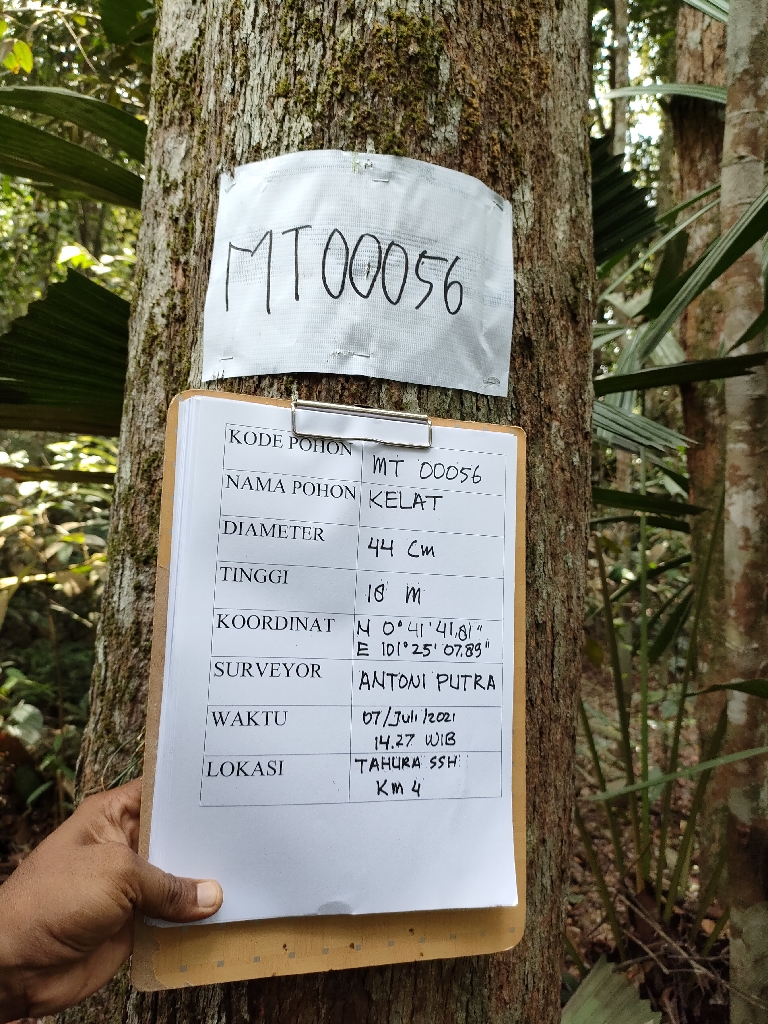 MT00056
KODE POHON MT 00056
NAMA POHON KELAT
DIAMETER 44 Cm
TINGGI 18 M
KOORDINAT N 0°41'41.81"
E 101°25'07.89"
SURVEYOR ANTONI PUTRA
WAKTU 07/Juli/2021
14.27 WIB
LOKASI TAHURA SSH
KM 4